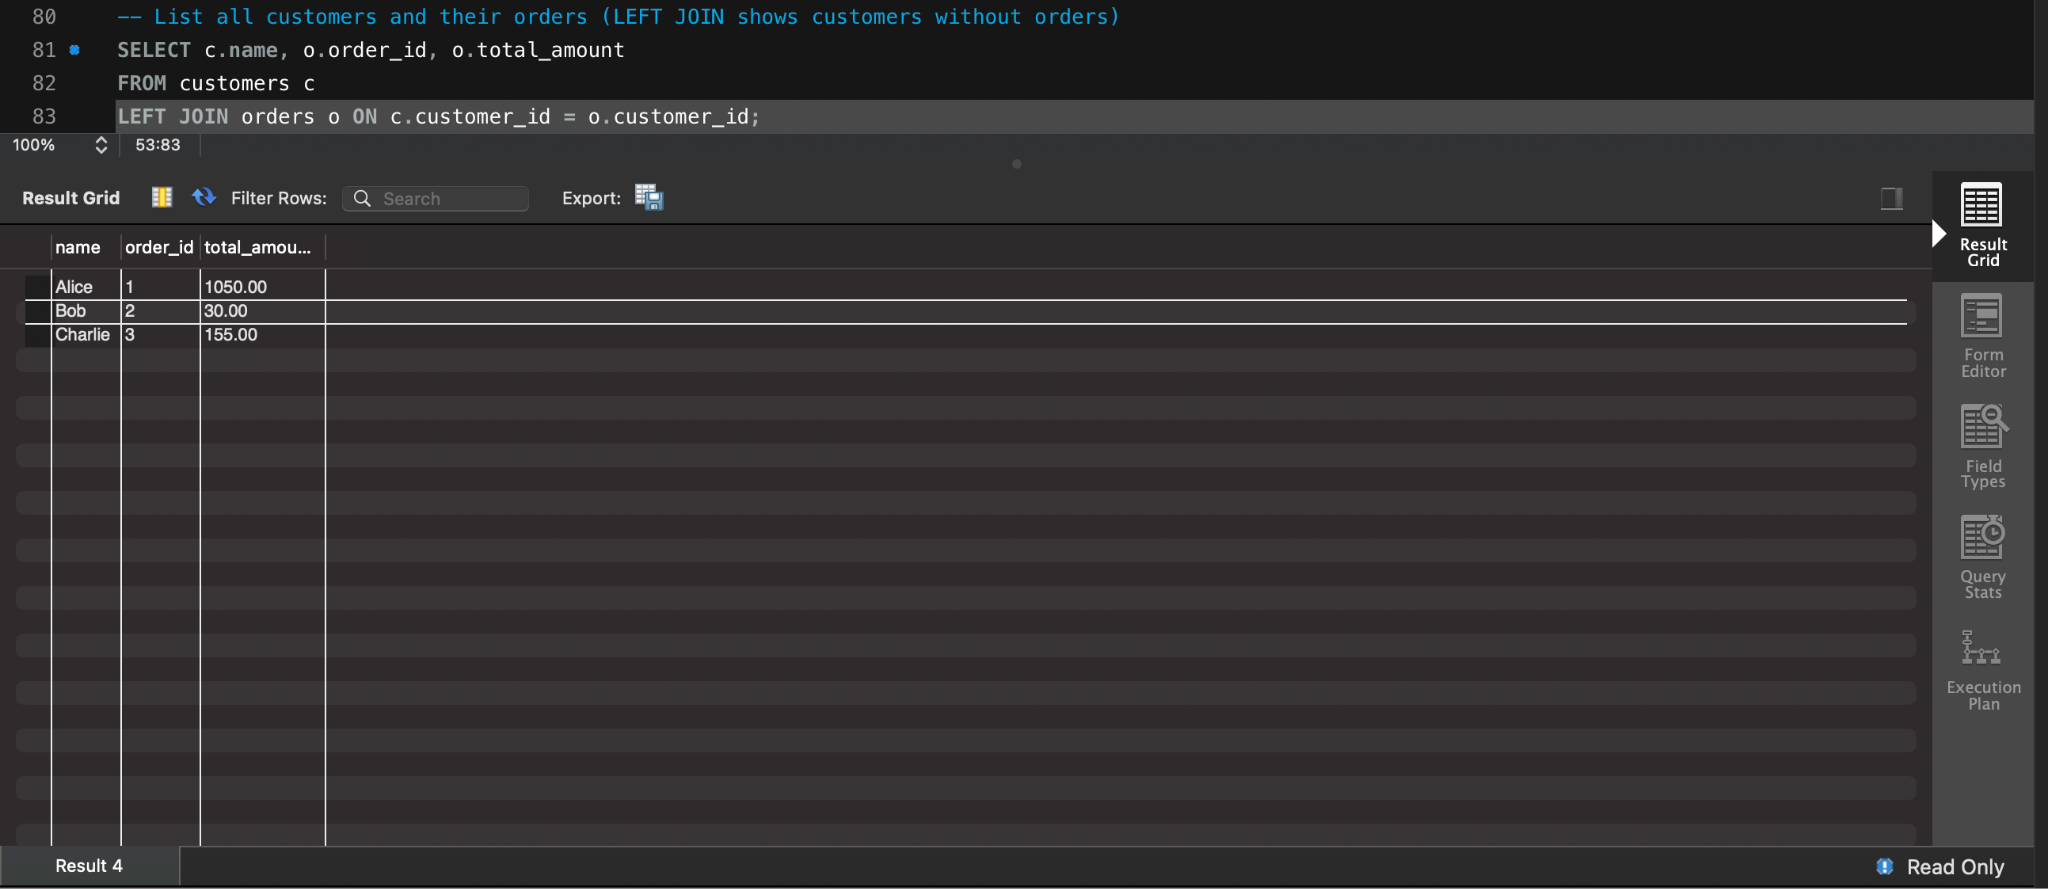 80 -- List all customers and their orders (LEFT JOIN shows customers without orders)
81 SELECT c.name, o.order_id, o.total_amount
82 FROM customers c
83 LEFT JOIN orders o ON c.customer_id = o.customer_id;
100% 53:83
Result Grid Filter Rows: Search Export:
name order_id total_amou...
Alice 1 1050.00
Bob 2 30.00
Charlie 3 155.00
Result
Grid
Form
Editor
Field
Types
Query
Stats
Execution
Plan
Result 4 Read Only